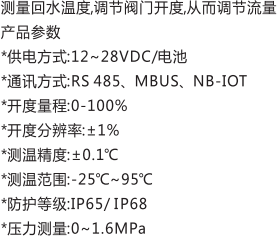 测量回水温度,调节阀门开度,从而调节流量
产品参数
*供电方式:12~28VDC/电池
*通讯方式:RS 485、MBUS、NB-IOT
*开度量程:0-100%
*开度分辨率:±1%
*测温精度:±0.1℃
*测温范围:-25℃~95℃
*防护等级:IP65/ IP68
*压力测量:0~1.6MPa